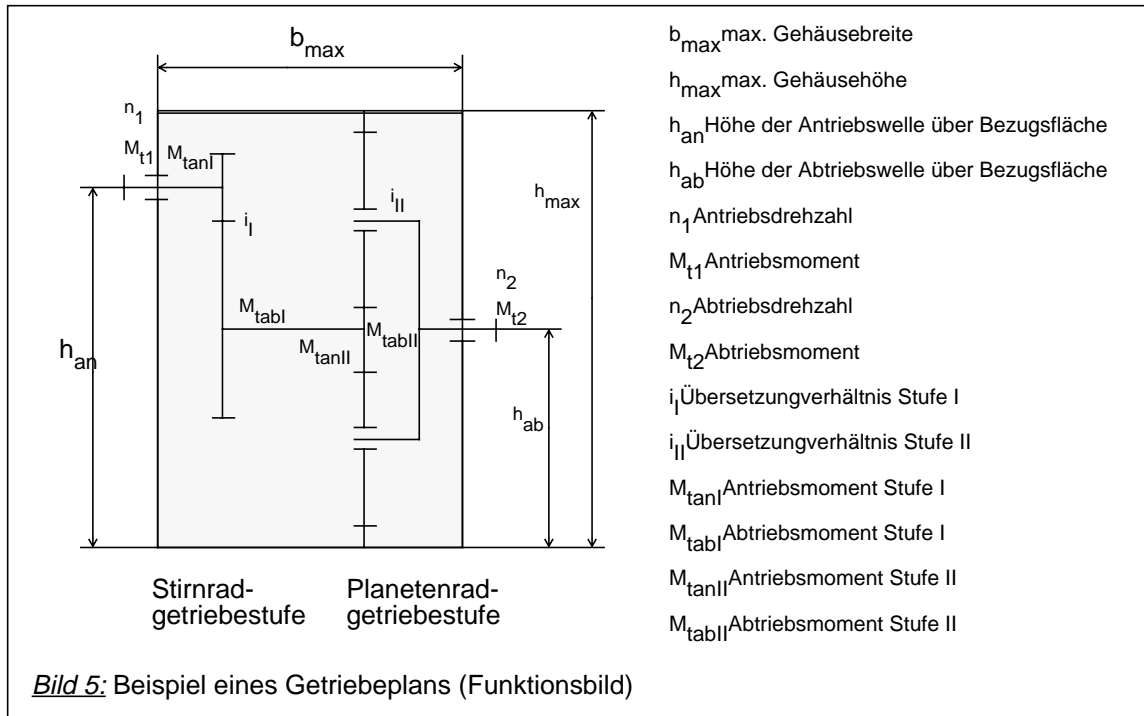 b_max
n_1
M_t1
M_tanI
i_I
i_II
h_max
n_2
M_t2
M_tabI
M_tabII
M_tanII
h_an
h_ab
Stirnrad-
getriebestufe
Planetenrad-
getriebestufe
b_max max. Gehäusebreite
h_max max. Gehäusehöhe
h_an Höhe der Antriebswelle über Bezugsfläche
h_ab Höhe der Abtriebswelle über Bezugsfläche
n_1 Antriebsdrehzahl
M_t1 Antriebsmoment
n_2 Abtriebsdrehzahl
M_t2 Abtriebsmoment
i_I Übersetzungverhältnis Stufe I
i_II Übersetzungverhältnis Stufe II
M_tanI Antriebsmoment Stufe I
M_tabI Abtriebsmoment Stufe I
M_tanII Antriebsmoment Stufe II
M_tabII Abtriebsmoment Stufe II
Bild 5: Beispiel eines Getriebeplans (Funktionsbild)